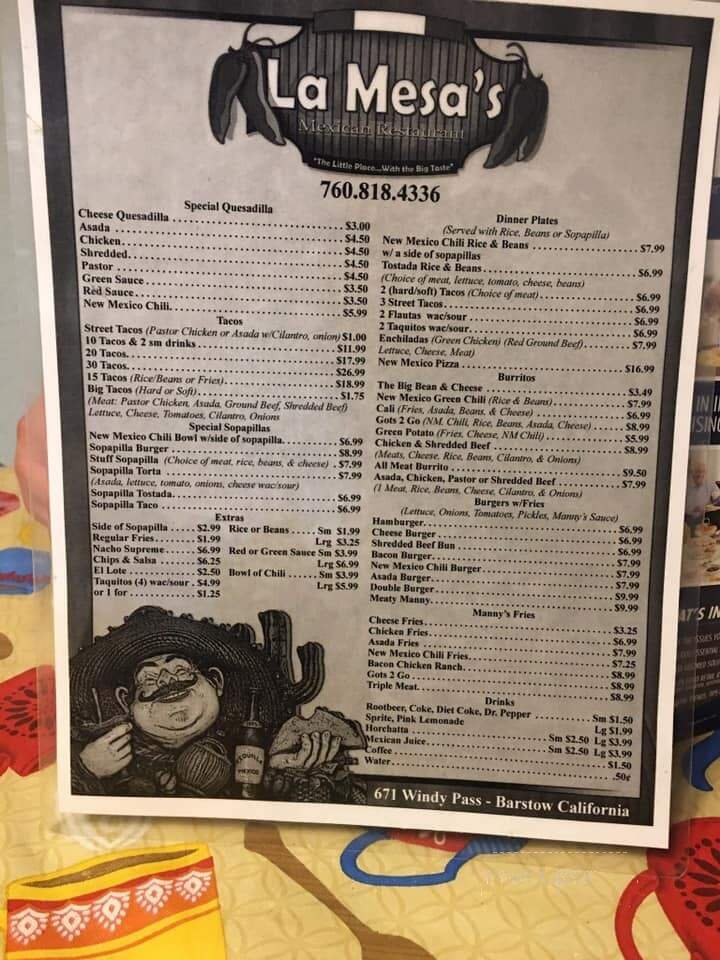 La Mesa's
Mexican Restaurant
"The Little Place...With the Big Taste"
760.818.4336
Special Quesadilla
Cheese Quesadilla ........ $3.00
Asada ........ $4.50
Chicken........ $4.50
Shredded........ $4.50
Pastor ........ $4.50
Green Sauce ........ $3.50
Red Sauce........ $3.50
New Mexico Chili........ $5.99
Tacos
Street Tacos (Pastor Chicken or Asada w/Cilantro, onion) $1.00
10 Tacos & 2 sm drinks ........ $11.99
20 Tacos........ $17.99
30 Tacos........ $26.99
15 Tacos (Rice/Beans or Fries)........ $18.99
Big Tacos (Hard or Soft)........ $1.75
(Meat: Pastor Chicken, Asada, Ground Beef, Shredded Beef)
Lettuce, Cheese, Tomatoes, Cilantro, Onions
Special Sopapillas
New Mexico Chili Bowl w/side of sopapilla........ $6.99
Sopapilla Burger ........ $8.99
Stuff Sopapilla (Choice of meat, rice, beans, & cheese) . $7.99
Sopapilla Torta ........ $7.99
(Asada, lettuce, tomato, onions, cheese wac/sour)
Sopapilla Tostada........ $6.99
Sopapilla Taco ........ $6.99
Extras
Side of Sopapilla ..... $2.99
Regular Fries..... $1.99
Nacho Supreme..... $6.99
Chips & Salsa ..... $6.25
El Lote ..... $2.50
Taquitos (4) wac/sour . $4.99
or 1 for ..... $1.25
Rice or Beans ..... Sm $1.99
Lrg $3.25
Red or Green Sauce Sm $3.99
Lrg $6.99
Bowl of Chili ...... Sm $3.99
Lrg $5.99
TEQUILLA
MEXICO
Dinner Plates
(Served with Rice, Beans or Sopapilla)
New Mexico Chili Rice & Beans ........ $7.99
w/ a side of sopapillas
Tostada Rice & Beans........ $6.99
(Choice of meat, lettuce, tomato, cheese, beans)
2 (hard/soft) Tacos (Choice of meat)........ $6.99
3 Street Tacos........ $6.99
2 Flautas wac/sour ........ $6.99
2 Taquitos wac/sour........ $6.99
Enchiladas (Green Chicken) (Red Ground Beef)........ $7.99
Lettuce, Cheese, Meat)
New Mexico Pizza ........ $16.99
Burritos
The Big Bean & Cheese ........ $3.49
New Mexico Green Chili (Rice & Beans)........ $7.99
Cali (Fries, Asada, Beans, & Cheese) ........ $6.99
Gots 2 Go (NM. Chili, Rice, Beans, Asada, Cheese) ..... $8.99
Green Potato (Fries, Cheese, NM Chili) ........ $5.99
Chicken & Shredded Beef ........ $8.99
(Meats, Cheese, Rice, Beans, Cilantro, & Onions)
All Meat Burrito ........ $9.50
Asada, Chicken, Pastor or Shredded Beef ........ $7.99
(1 Meat, Rice, Beans, Cheese, Cilantro, & Onions)
Burgers w/Fries
(Lettuce, Onions, Tomatoes, Pickles, Manny's Sauce)
Hamburger........ $6.99
Cheese Burger........ $6.99
Shredded Beef Bun ........ $6.99
Bacon Burger........ $7.99
New Mexico Chili Burger ........ $7.99
Asada Burger........ $7.99
Double Burger........ $9.99
Meaty Manny........ $9.99
Manny's Fries
Cheese Fries........ $3.25
Chicken Fries........ $6.99
Asada Fries ........ $7.99
New Mexico Chili Fries........ $7.25
Bacon Chicken Ranch........ $8.99
Gots 2 Go ........ $8.99
Triple Meat........ $8.99
Drinks
Rootbeer, Coke, Diet Coke, Dr. Pepper ........ Sm $1.50
Sprite, Pink Lemonade Lg $1.99
Horchatta ........ Sm $2.50 Lg $3.99
Mexican Juice........ Sm $2.50 Lg $3.99
Coffee ........ $1.50
Water........ .50¢
671 Windy Pass - Barstow California